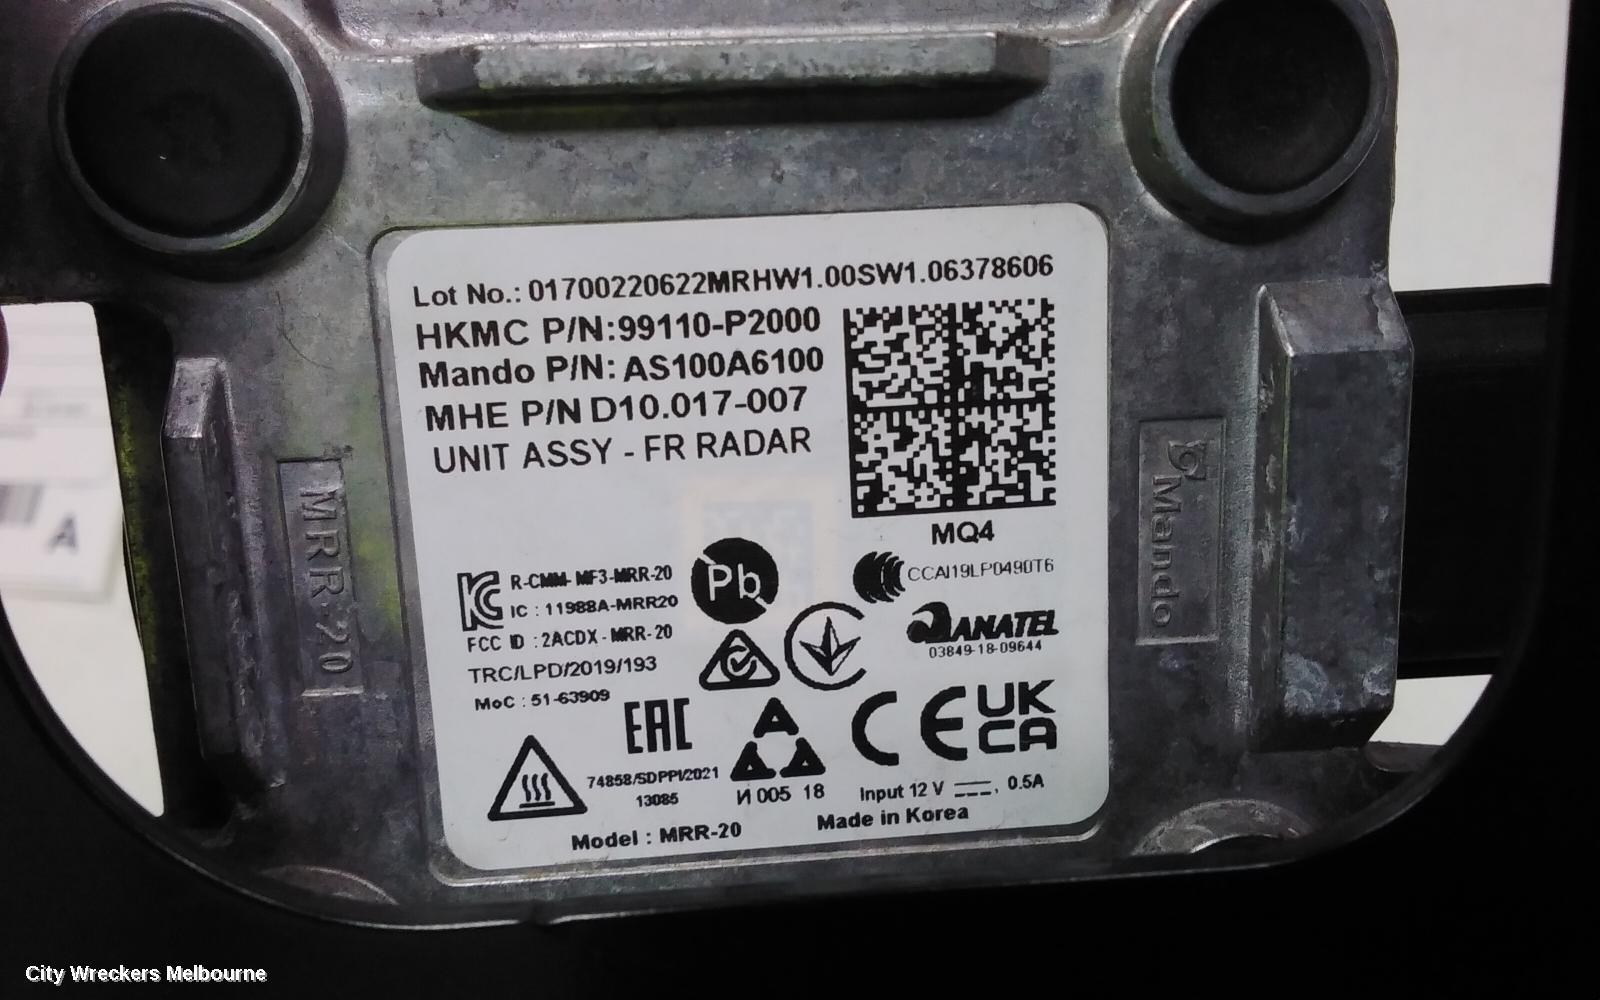 Lot No.: 01700220622MRHW1.00SW1.06378606
HKMC P/N:99110-P2000
Mando P/N: AS100A6100
MHE P/N D10.017-007
UNIT ASSY - FR RADAR
MQ4
R-CMM-MF3-MRR-20
IC : 11988A-MRR20
FCC ID : 2ACDX-MRR-20
TRC/LPD/2019/193
MoC : 51-63909
Pb
CCAI19LP0490T6
ANATEL
03849-18-09644
EAC
CE
UK
CA
74858/SDPPI/2021
13085
И 005 18
Input 12 V ⎓, 0.5A
Model : MRR-20
Made in Korea
MRR-20
Mando
A
City Wreckers Melbourne